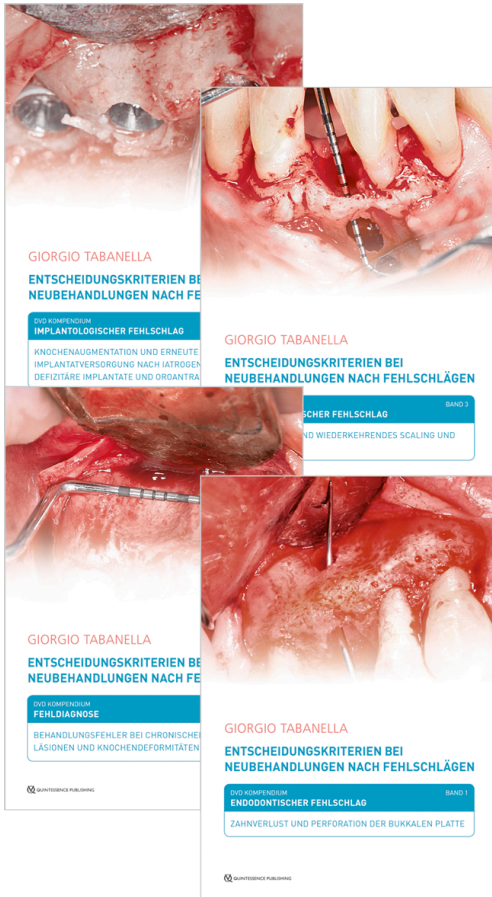 GIORGIO TABANELLA
ENTSCHEIDUNGSKRITERIEN BE
NEUBEHANDLUNGEN NACH FE
DVD KOMPENDIUM
IMPLANTOLOGISCHER FEHLSCHLAG
KNOCHENAUGMENTATION UND ERNEUTE
IMPLANTATVERSORGUNG NACH IATROGEN
DEFIZITÄRE IMPLANTATE UND OROANTRA
GIORGIO TABANELLA
ENTSCHEIDUNGSKRITERIEN BEI
NEUBEHANDLUNGEN NACH FEHLSCHLÄGEN
BAND 3
SCHER FEHLSCHLAG
ND WIEDERKEHRENDES SCALING UND
GIORGIO TABANELLA
ENTSCHEIDUNGSKRITERIEN BE
NEUBEHANDLUNGEN NACH FE
DVD KOMPENDIUM
FEHLDIAGNOSE
BEHANDLUNGSFEHLER BEI CHRONISCHE
LÄSIONEN UND KNOCHENDEFORMITÄTEN
QUINTESSENCE PUBLISHING
GIORGIO TABANELLA
ENTSCHEIDUNGSKRITERIEN BEI
NEUBEHANDLUNGEN NACH FEHLSCHLÄGEN
DVD KOMPENDIUM BAND 1
ENDODONTISCHER FEHLSCHLAG
ZAHNVERLUST UND PERFORATION DER BUKKALEN PLATTE
QUINTESSENCE PUBLISHING